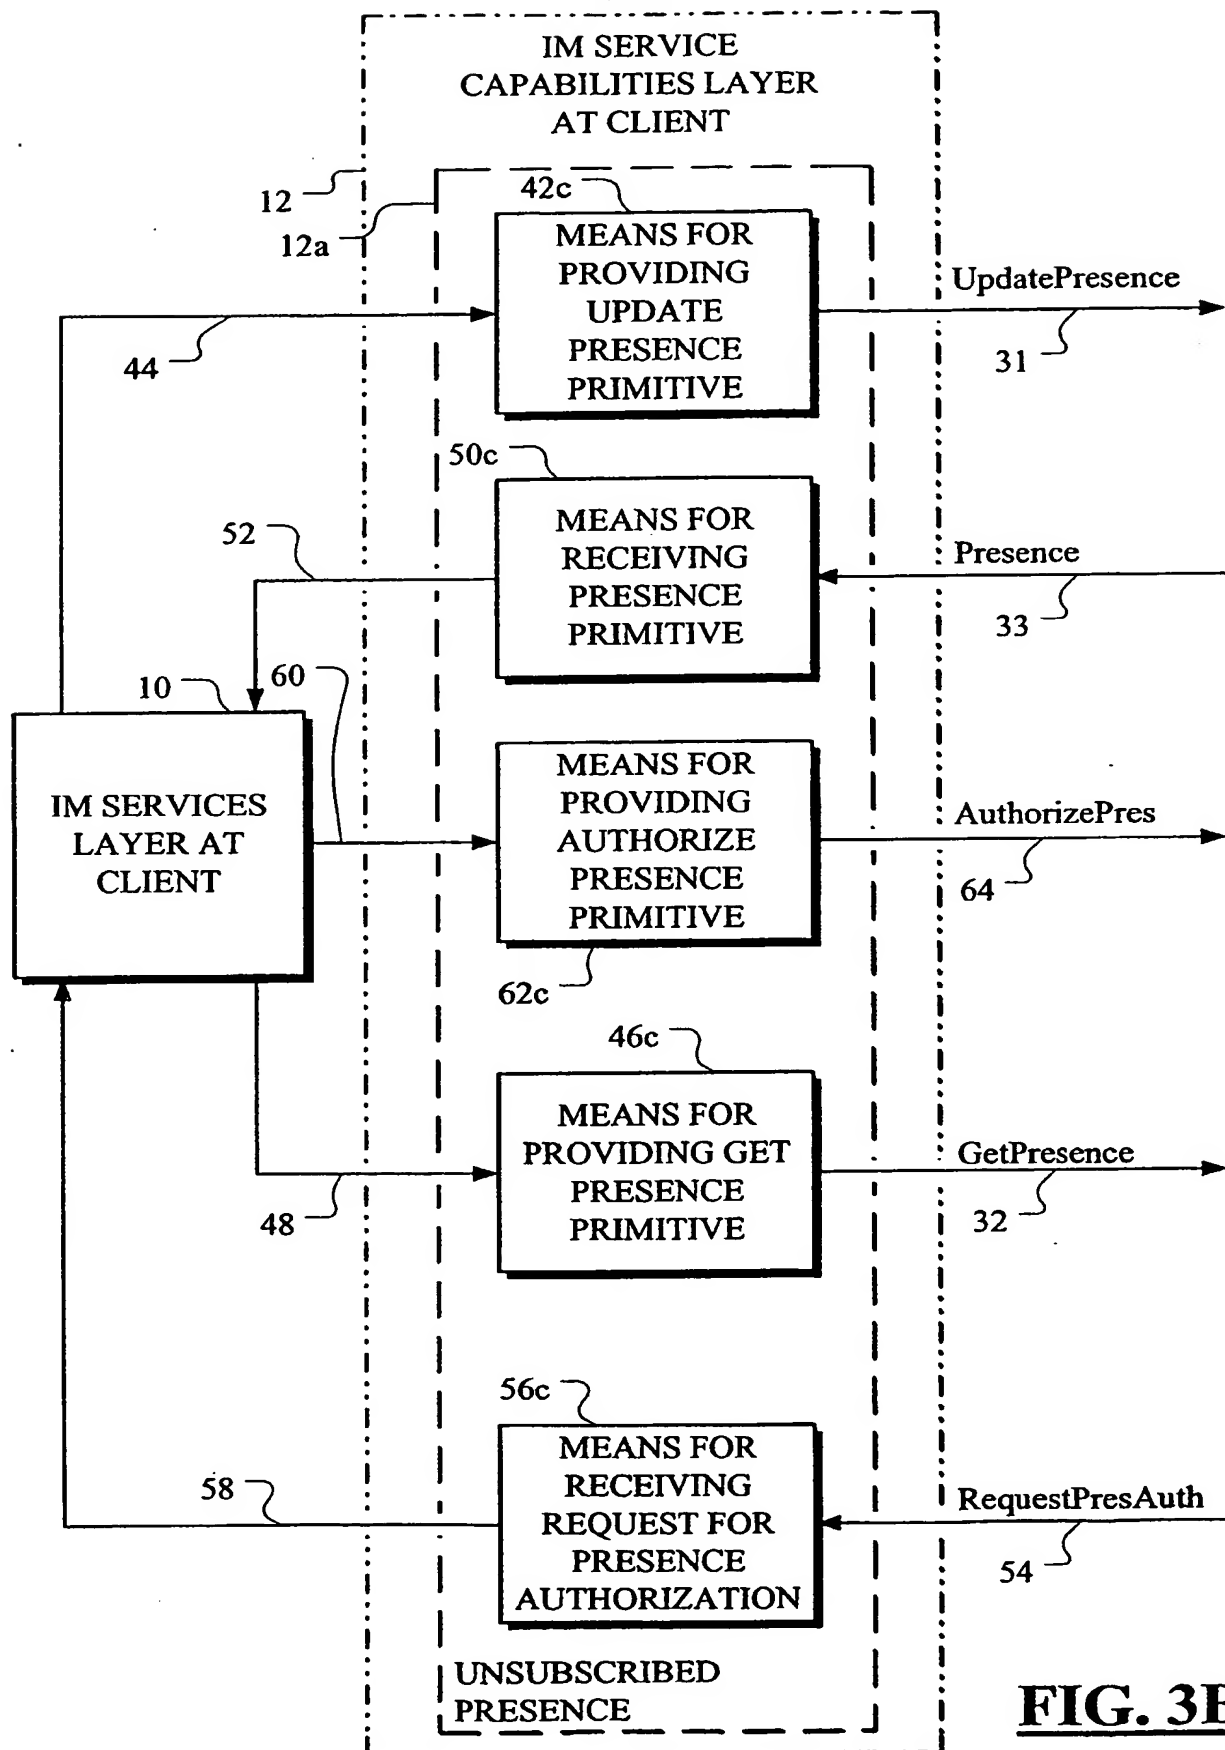 IM SERVICE
CAPABILITIES LAYER
AT CLIENT
12
12a
42c
MEANS FOR
PROVIDING
UPDATE
PRESENCE
PRIMITIVE
UpdatePresence
44
31
50c
52
MEANS FOR
RECEIVING
PRESENCE
PRIMITIVE
Presence
33
10
60
IM SERVICES
LAYER AT
CLIENT
MEANS FOR
PROVIDING
AUTHORIZE
PRESENCE
PRIMITIVE
AuthorizePres
64
62c
46c
MEANS FOR
PROVIDING GET
PRESENCE
PRIMITIVE
GetPresence
48
32
56c
58
MEANS FOR
RECEIVING
REQUEST FOR
PRESENCE
AUTHORIZATION
RequestPresAuth
54
UNSUBSCRIBED
PRESENCE
FIG. 3B